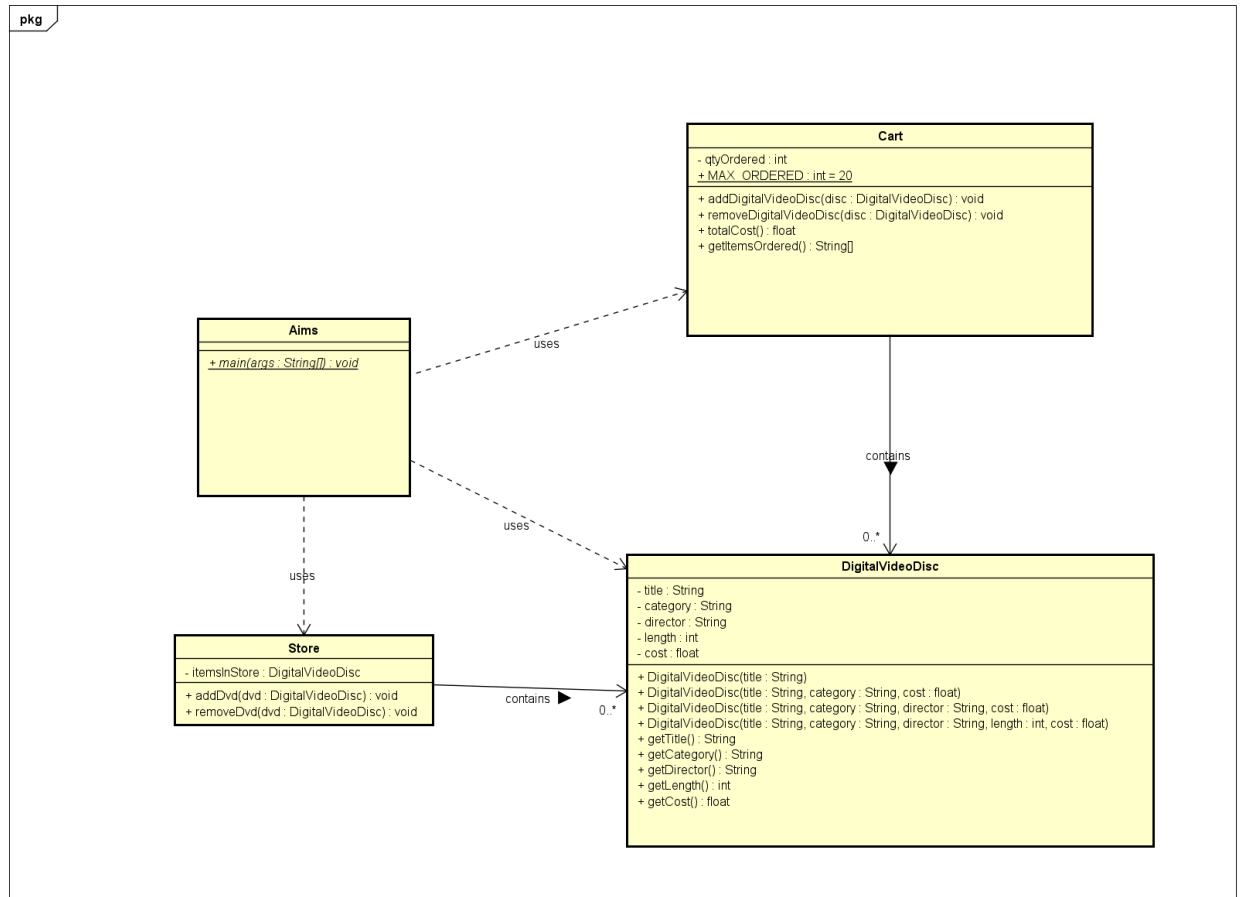 pkg
Cart
- qtyOrdered : int
+ MAX_ORDERED : int = 20
+ addDigitalVideoDisc(disc : DigitalVideoDisc) : void
+ removeDigitalVideoDisc(disc : DigitalVideoDisc) : void
+ totalCost() : float
+ getItemsOrdered() : String[]
Aims
+ main(args : String[]) : void
uses
uses
uses
contains
0..*
Store
- itemsInStore : DigitalVideoDisc
+ addDvd(dvd : DigitalVideoDisc) : void
+ removeDvd(dvd : DigitalVideoDisc) : void
contains
0..*
DigitalVideoDisc
- title : String
- category : String
- director : String
- length : int
- cost : float
+ DigitalVideoDisc(title : String)
+ DigitalVideoDisc(title : String, category : String, cost : float)
+ DigitalVideoDisc(title : String, category : String, director : String, cost : float)
+ DigitalVideoDisc(title : String, category : String, director : String, length : int, cost : float)
+ getTitle() : String
+ getCategory() : String
+ getDirector() : String
+ getLength() : int
+ getCost() : float